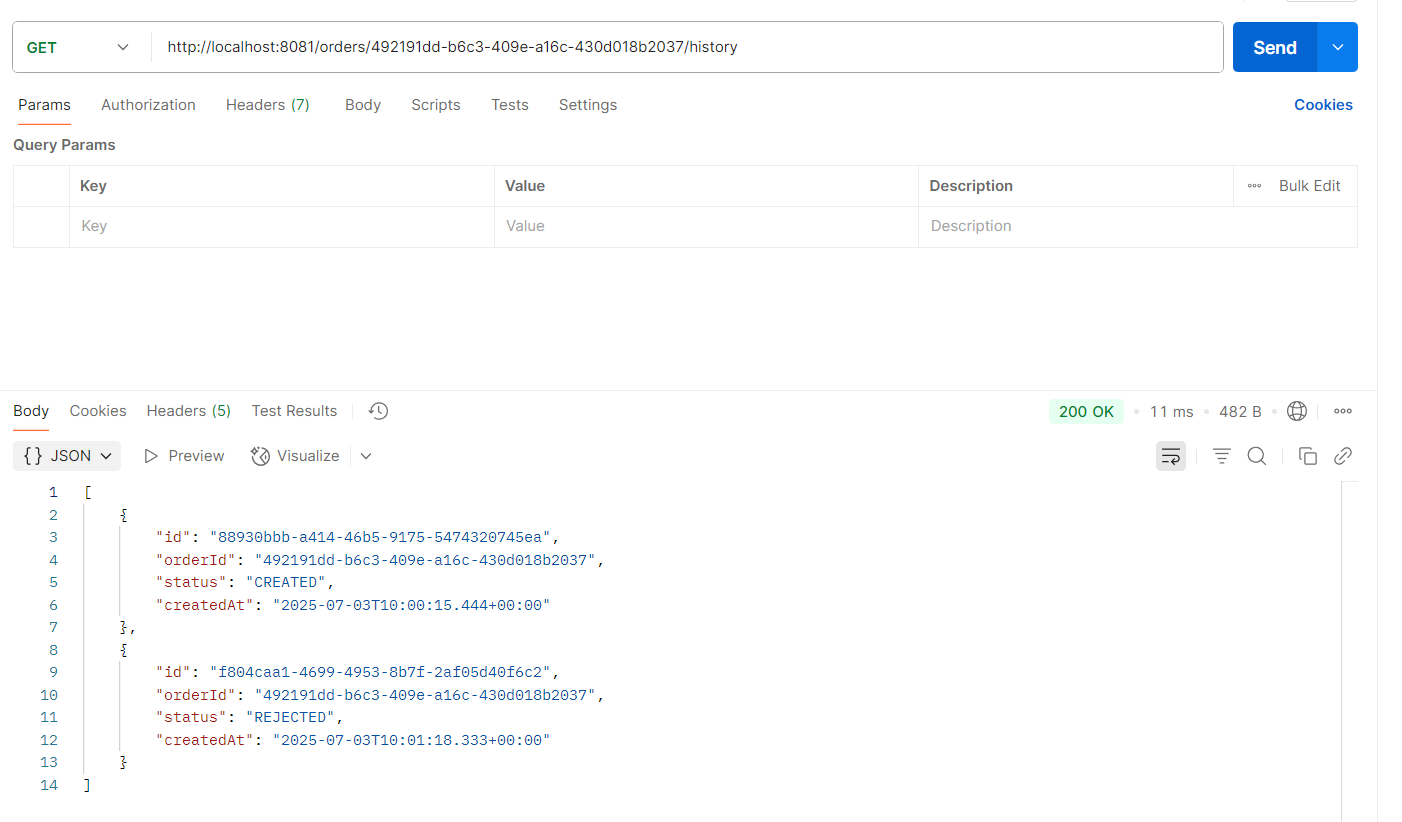 GET http://localhost:8081/orders/492191dd-b6c3-409e-a16c-430d018b2037/history Send
Params Authorization Headers (7) Body Scripts Tests Settings Cookies
Query Params
Key Value Description Bulk Edit
Key Value Description
Body Cookies Headers (5) Test Results 200 OK 11 ms 482 B
{} JSON Preview Visualize
1 [
2 {
3 "id": "88930bbb-a414-46b5-9175-5474320745ea",
4 "orderId": "492191dd-b6c3-409e-a16c-430d018b2037",
5 "status": "CREATED",
6 "createdAt": "2025-07-03T10:00:15.444+00:00"
7 },
8 {
9 "id": "f804caa1-4699-4953-8b7f-2af05d40f6c2",
10 "orderId": "492191dd-b6c3-409e-a16c-430d018b2037",
11 "status": "REJECTED",
12 "createdAt": "2025-07-03T10:01:18.333+00:00"
13 }
14 ]